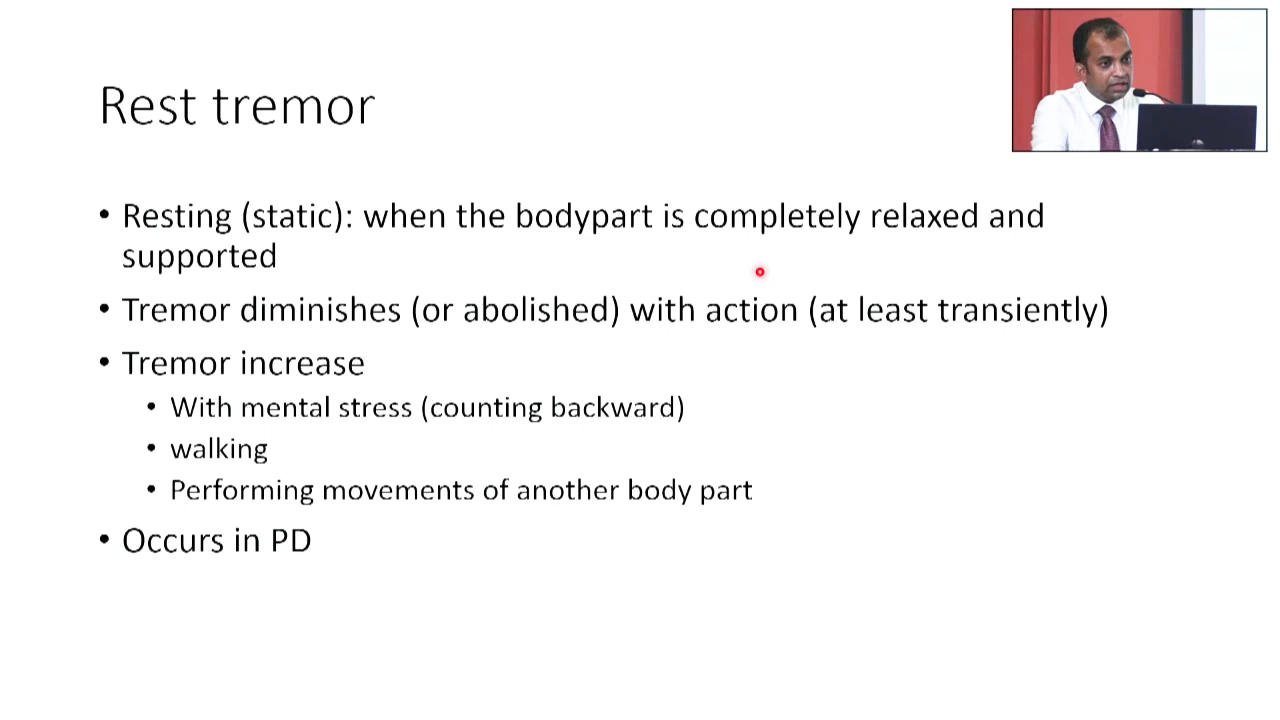 Rest tremor
• Resting (static): when the bodypart is completely relaxed and
supported
• Tremor diminishes (or abolished) with action (at least transiently)
• Tremor increase
• With mental stress (counting backward)
• walking
• Performing movements of another body part
• Occurs in PD